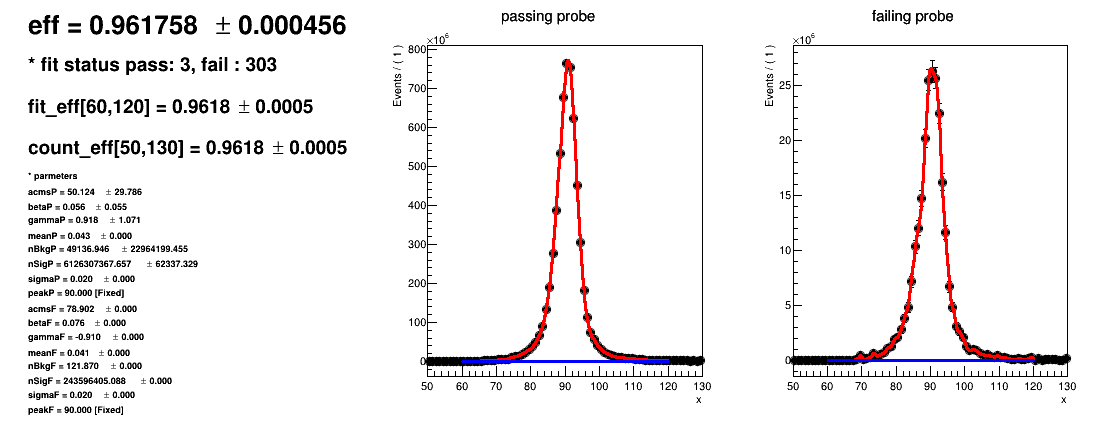 eff = 0.961758 ± 0.000456
* fit status pass: 3, fail : 303
fit_eff[60,120] = 0.9618 ± 0.0005
count_eff[50,130] = 0.9618 ± 0.0005
* parmeters
acmsP = 50.124 ± 29.786
betaP = 0.056 ± 0.055
gammaP = 0.918 ± 1.071
meanP = 0.043 ± 0.000
nBkgP = 49136.946 ± 22964199.455
nSigP = 6126307367.657 ± 62337.329
sigmaP = 0.020 ± 0.000
peakP = 90.000 [Fixed]
acmsF = 78.902 ± 0.000
betaF = 0.076 ± 0.000
gammaF = -0.910 ± 0.000
meanF = 0.041 ± 0.000
nBkgF = 121.870 ± 0.000
nSigF = 243596405.088 ± 0.000
sigmaF = 0.020 ± 0.000
peakF = 90.000 [Fixed]
passing probe
×10⁶
Events / ( 1 )
800
700
600
500
400
300
200
100
0
50 60 70 80 90 100 110 120 130
x
failing probe
×10⁶
Events / ( 1 )
25
20
15
10
5
0
50 60 70 80 90 100 110 120 130
x